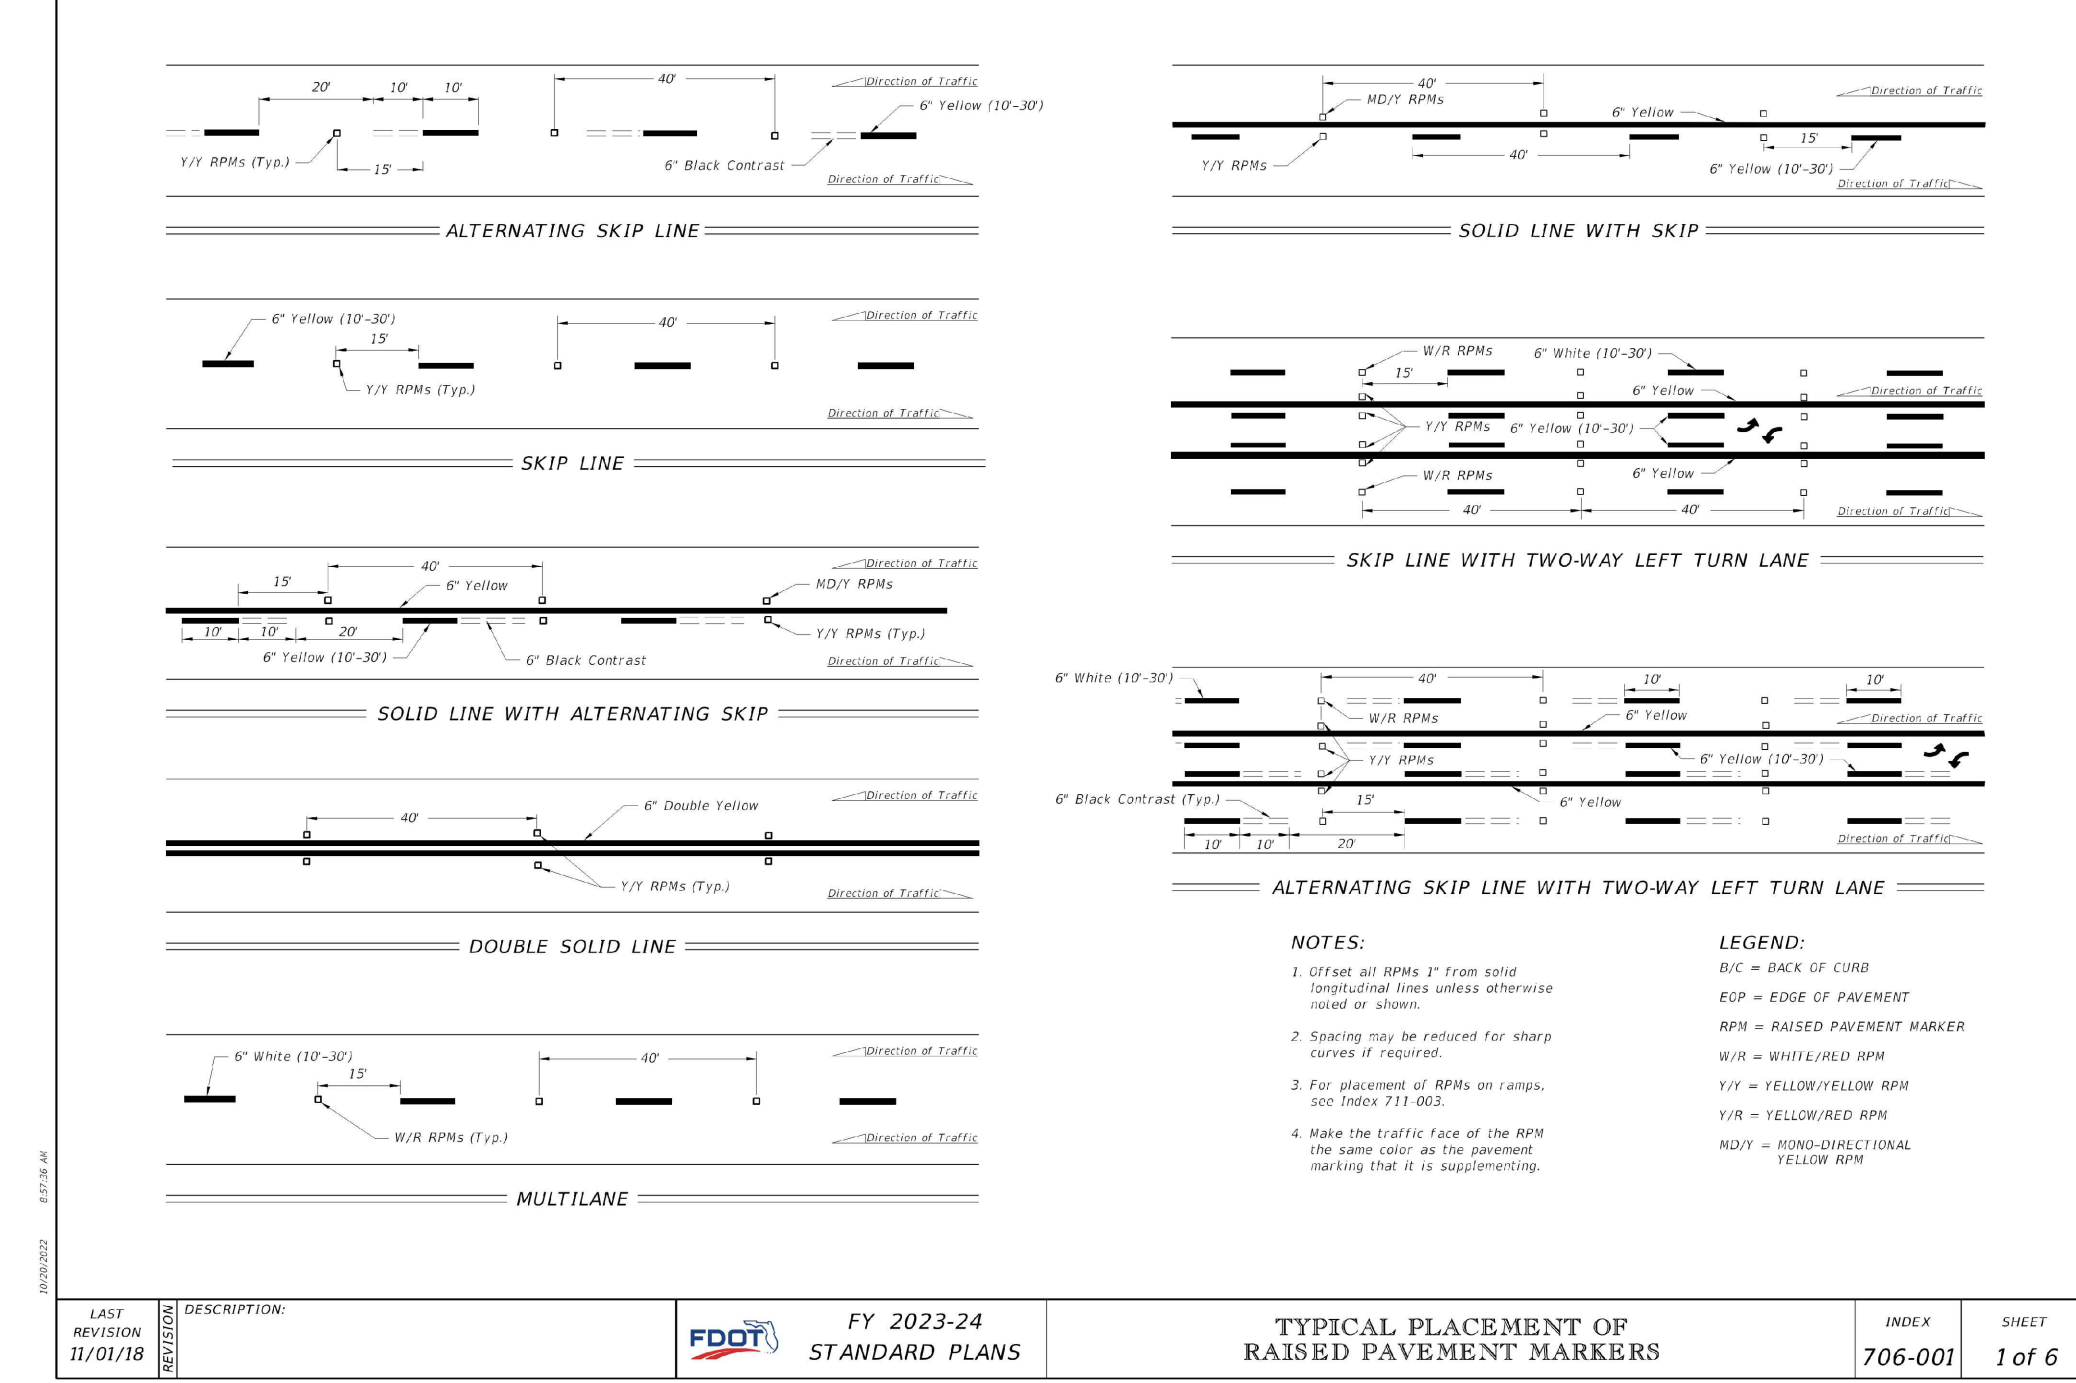 20' 10' 10' 40' Direction of Traffic
6" Yellow (10'-30')
Y/Y RPMs (Typ.)
15'
6" Black Contrast
Direction of Traffic
ALTERNATING SKIP LINE
6" Yellow (10'-30')
15'
40'
Direction of Traffic
Y/Y RPMs (Typ.)
Direction of Traffic
SKIP LINE
40'
Direction of Traffic
15'
6" Yellow
MD/Y RPMs
10' 10' 20'
Y/Y RPMs (Typ.)
6" Yellow (10'-30')
6" Black Contrast
Direction of Traffic
SOLID LINE WITH ALTERNATING SKIP
Direction of Traffic
40'
6" Double Yellow
Y/Y RPMs (Typ.)
Direction of Traffic
DOUBLE SOLID LINE
6" White (10'-30')
15'
40'
Direction of Traffic
W/R RPMs (Typ.)
Direction of Traffic
MULTILANE
40'
Direction of Traffic
MD/Y RPMs
6" Yellow
15'
Y/Y RPMs
40'
6" Yellow (10'-30')
Direction of Traffic
SOLID LINE WITH SKIP
W/R RPMs
6" White (10'-30')
15'
6" Yellow
Direction of Traffic
Y/Y RPMs
6" Yellow (10'-30')
W/R RPMs
6" Yellow
40' 40'
Direction of Traffic
SKIP LINE WITH TWO-WAY LEFT TURN LANE
6" White (10'-30')
40' 10' 10'
W/R RPMs
6" Yellow
Direction of Traffic
Y/Y RPMs
6" Yellow (10'-30')
6" Black Contrast (Typ.)
15'
6" Yellow
10' 10' 20'
Direction of Traffic
ALTERNATING SKIP LINE WITH TWO-WAY LEFT TURN LANE
NOTES:
1. Offset all RPMs 1" from solid
longitudinal lines unless otherwise
noted or shown.
2. Spacing may be reduced for sharp
curves if required.
3. For placement of RPMs on ramps,
see Index 711-003.
4. Make the traffic face of the RPM
the same color as the pavement
marking that it is supplementing.
LEGEND:
B/C = BACK OF CURB
EOP = EDGE OF PAVEMENT
RPM = RAISED PAVEMENT MARKER
W/R = WHITE/RED RPM
Y/Y = YELLOW/YELLOW RPM
Y/R = YELLOW/RED RPM
MD/Y = MONO-DIRECTIONAL
YELLOW RPM
10/20/2022 8:57:36 AM
LAST
REVISION
11/01/18
REVISION
DESCRIPTION:
FDOT
FY 2023-24
STANDARD PLANS
TYPICAL PLACEMENT OF
RAISED PAVEMENT MARKERS
INDEX
706-001
SHEET
1 of 6